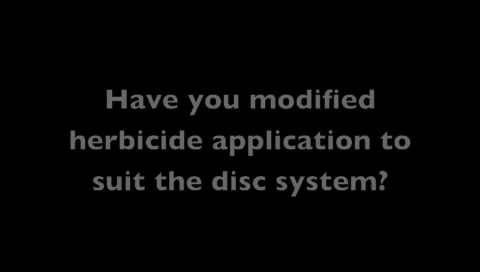 Have you modified
herbicide application to
suit the disc system?